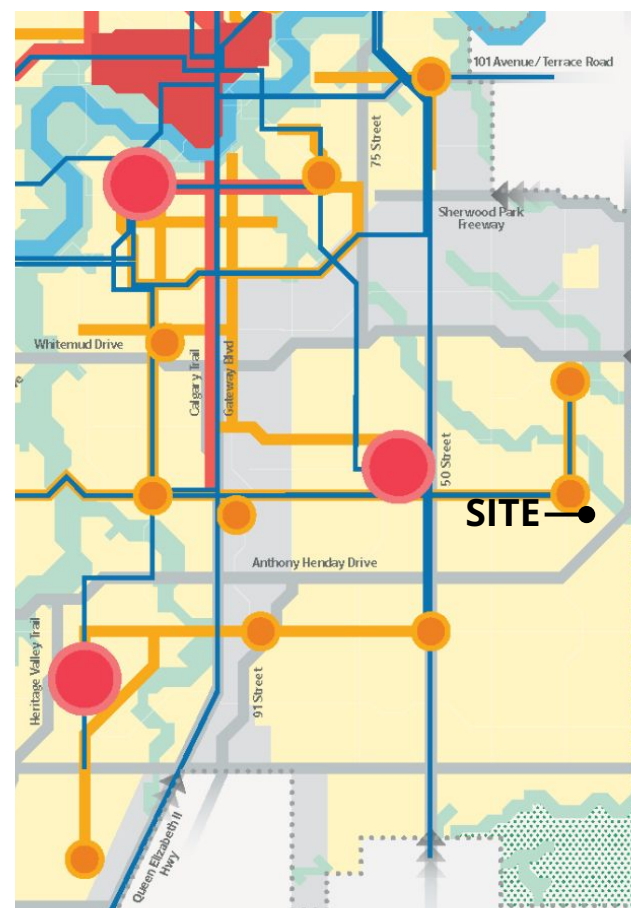 101 Avenue/Terrace Road
75 Street
Sherwood Park
Freeway
Whitemud Drive
Calgary Trail
Gateway Blvd
50 Street
SITE
Anthony Henday Drive
Heritage Valley Trail
91 Street
Queen Elizabeth II
Hwy